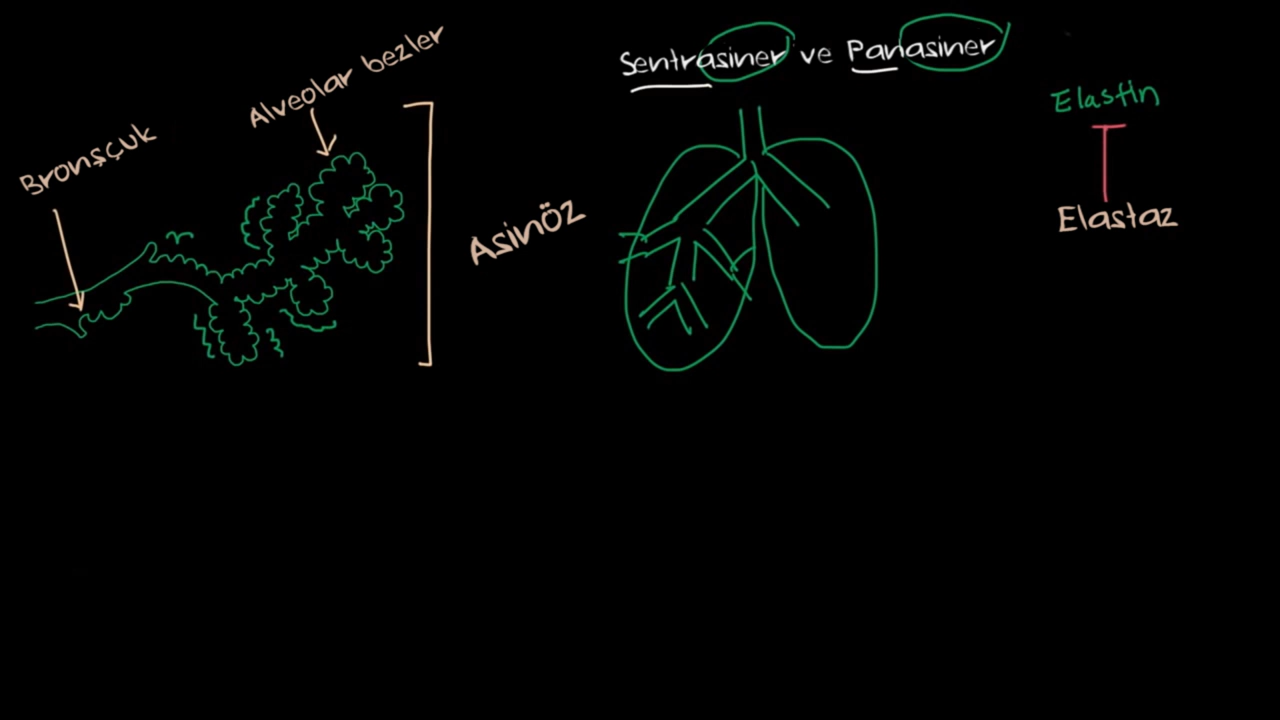 Sentrasiner ve Panasiner
Alveolar bezler
Bronşçuk
Asinöz
Elastin
Elastaz